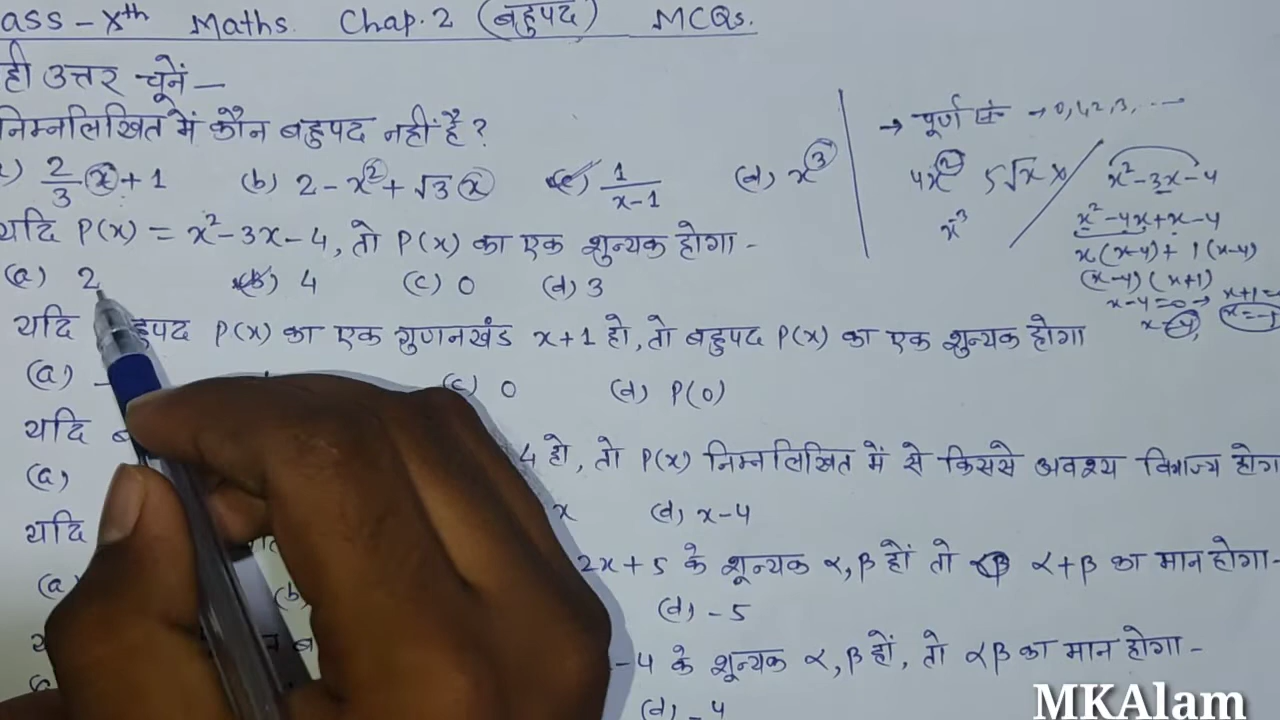 ass - Xth Maths. Chap. 2 (बहुपद) MCQs.
ही उत्तर चूनें -
निम्नलिखित में कौन बहुपद नहीं है ?
) 2/3 x + 1 (b) 2 - x² + √3 x (c) 1/(x-1) (d) x³
यदि P(x) = x² - 3x - 4, तो P(x) का एक शुन्यक होगा -
(a) 2 (b) 4 (c) 0 (d) 3
यदि बहुपद P(x) का एक गुणनखंड x+1 हो, तो बहुपद P(x) का एक शुन्यक होगा
(a) - (c) 0 (d) P(0)
यदि 4 हो, तो P(x) निम्नलिखित में से किससे अवश्य विभाज्य होगा
(a) x (d) x-4
यदि 2x + 5 के शून्यक α, β हों तो α+β का मान होगा -
(a) (b) (d) -5
-4 के शून्यक α, β हों, तो αβ का मान होगा -
(d) -4
→ पूर्णांक → 0,1,2,3, ...
4x² 5√x x
x⁻³
x² - 3x - 4
x² - 4x + x - 4
x(x-4) + 1(x-4)
(x-4) (x+1)
x-4=0 → x+1=
x=4, x=-1
MKAlam